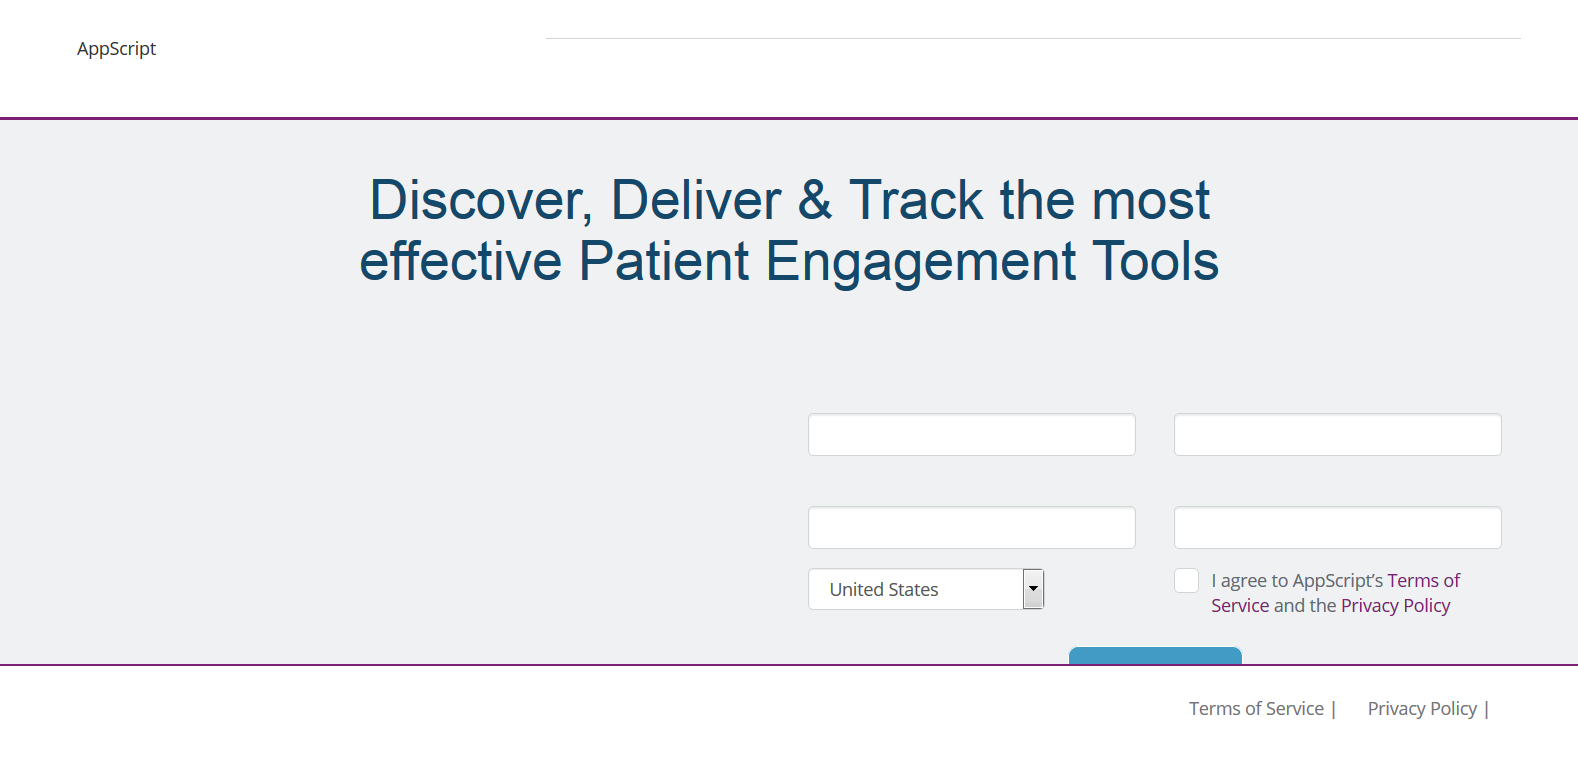 AppScript
Discover, Deliver & Track the most
effective Patient Engagement Tools
United States
I agree to AppScript’s Terms of
Service and the Privacy Policy
Terms of Service | Privacy Policy |